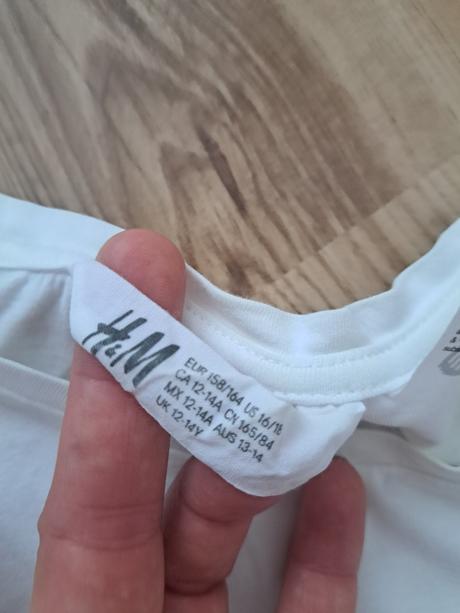 H&M
EUR 158/164 US 16/18
CA 12-14A CN 165/84
MX 12-14A AUS 13-14
UK 12-14Y